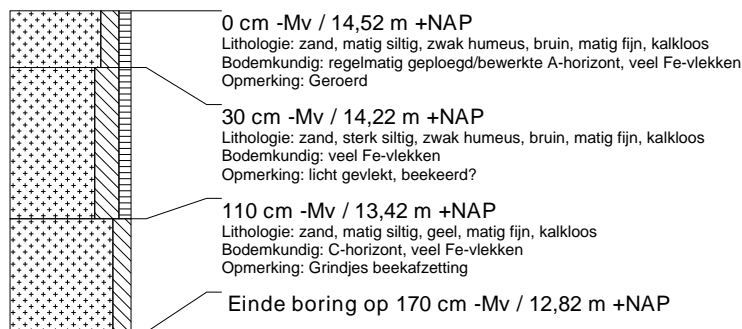 0 cm -Mv / 14,52 m +NAP
Lithologie: zand, matig siltig, zwak humeus, bruin, matig fijn, kalkloos
Bodemkundig: regelmatig geploegd/bewerkte A-horizont, veel Fe-vlekken
Opmerking: Geroerd
30 cm -Mv / 14,22 m +NAP
Lithologie: zand, sterk siltig, zwak humeus, bruin, matig fijn, kalkloos
Bodemkundig: veel Fe-vlekken
Opmerking: licht gevlekt, beekeerd?
110 cm -Mv / 13,42 m +NAP
Lithologie: zand, matig siltig, geel, matig fijn, kalkloos
Bodemkundig: C-horizont, veel Fe-vlekken
Opmerking: Grindjes beekafzetting
Einde boring op 170 cm -Mv / 12,82 m +NAP